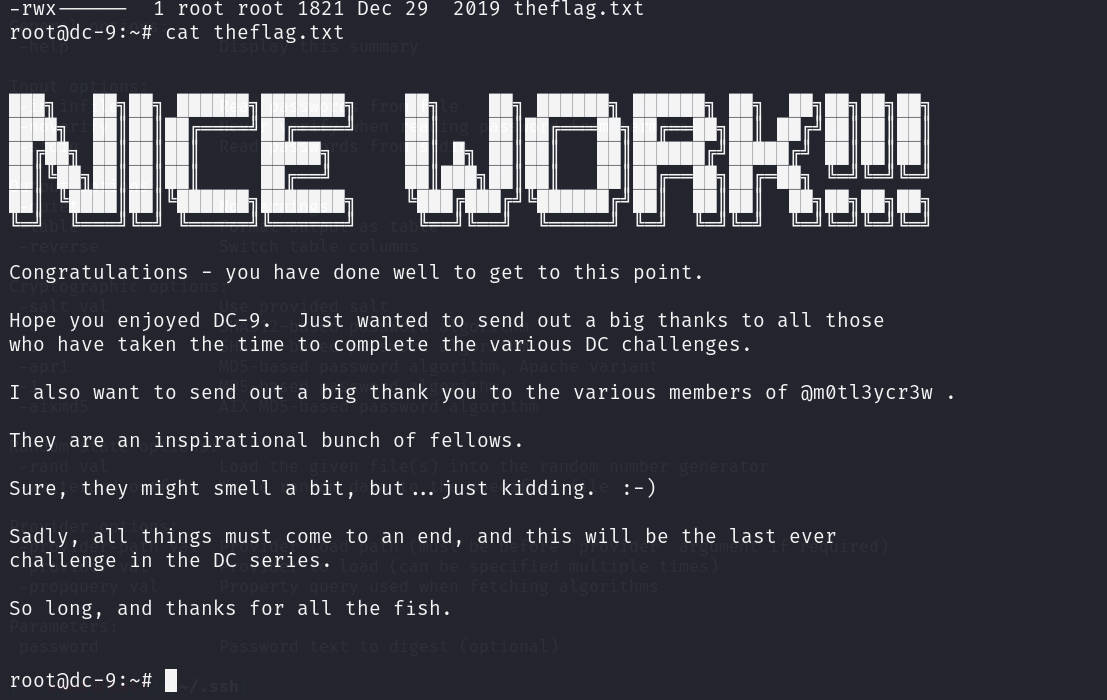 -rwx------  1 root root 1821 Dec 29  2019 theflag.txt
root@dc-9:~# cat theflag.txt
NICE WORK!!!
Congratulations - you have done well to get to this point.
Hope you enjoyed DC-9.  Just wanted to send out a big thanks to all those
who have taken the time to complete the various DC challenges.
I also want to send out a big thank you to the various members of @m0tl3ycr3w .
They are an inspirational bunch of fellows.
Sure, they might smell a bit, but...just kidding.  :-)
Sadly, all things must come to an end, and this will be the last ever
challenge in the DC series.
So long, and thanks for all the fish.
root@dc-9:~#